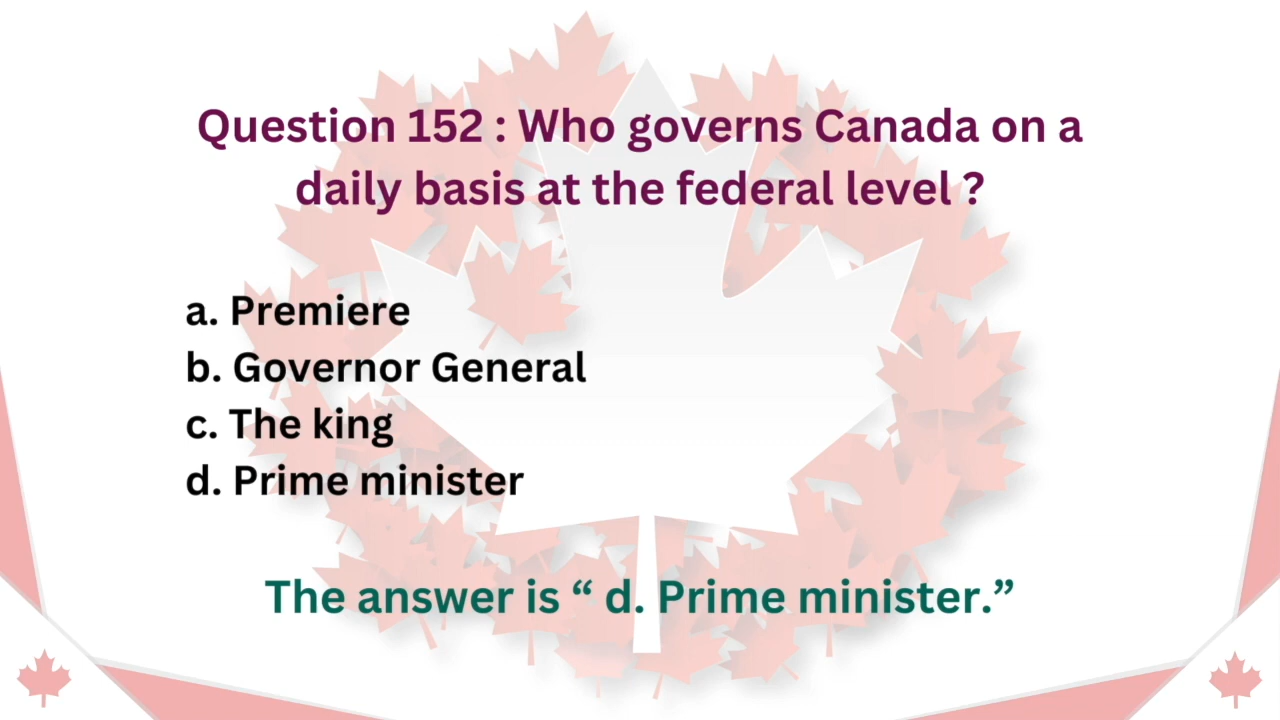 Question 152 : Who governs Canada on a
daily basis at the federal level ?
a. Premiere
b. Governor General
c. The king
d. Prime minister
The answer is “ d. Prime minister.”